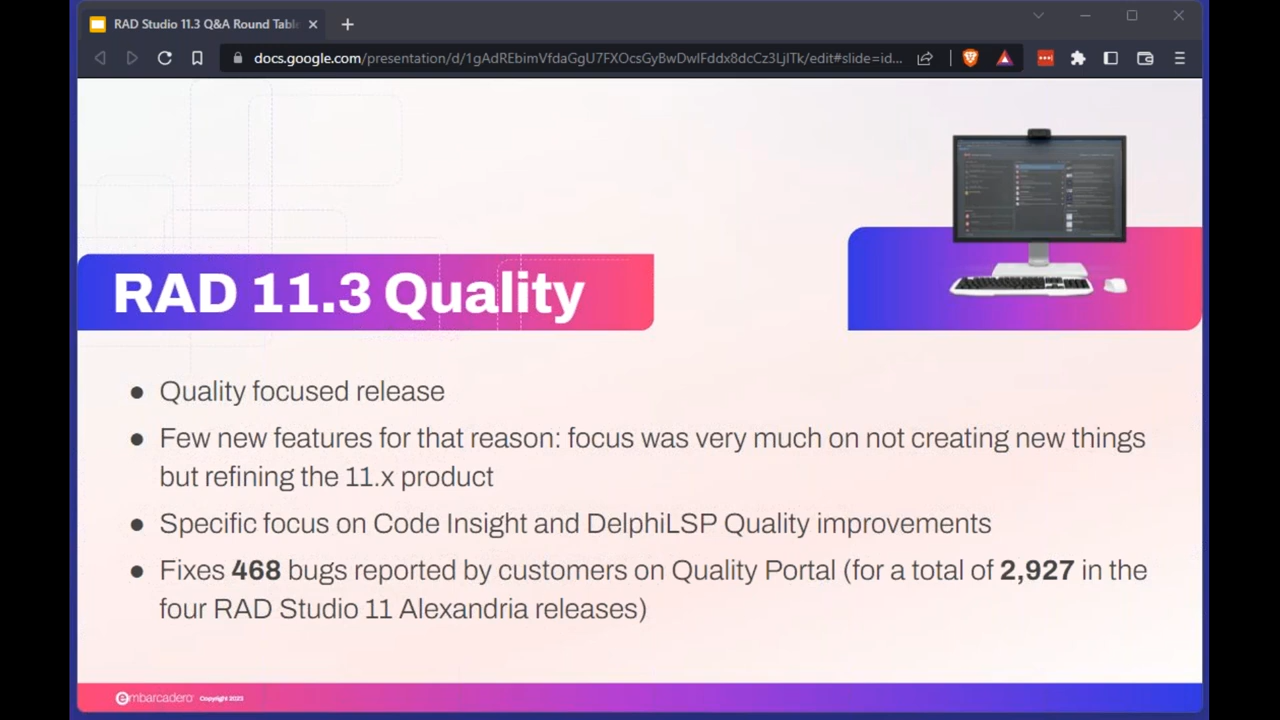 RAD Studio 11.3 Q&A Round Table
docs.google.com/presentation/d/1gAdREbimVfdaGgU7FXOcsGyBwDwIFddx8dcCz3LjITk/edit#slide=id...
RAD 11.3 Quality
● Quality focused release
● Few new features for that reason: focus was very much on not creating new things
but refining the 11.x product
● Specific focus on Code Insight and DelphiLSP Quality improvements
● Fixes 468 bugs reported by customers on Quality Portal (for a total of 2,927 in the
four RAD Studio 11 Alexandria releases)
embarcadero Copyright 2023